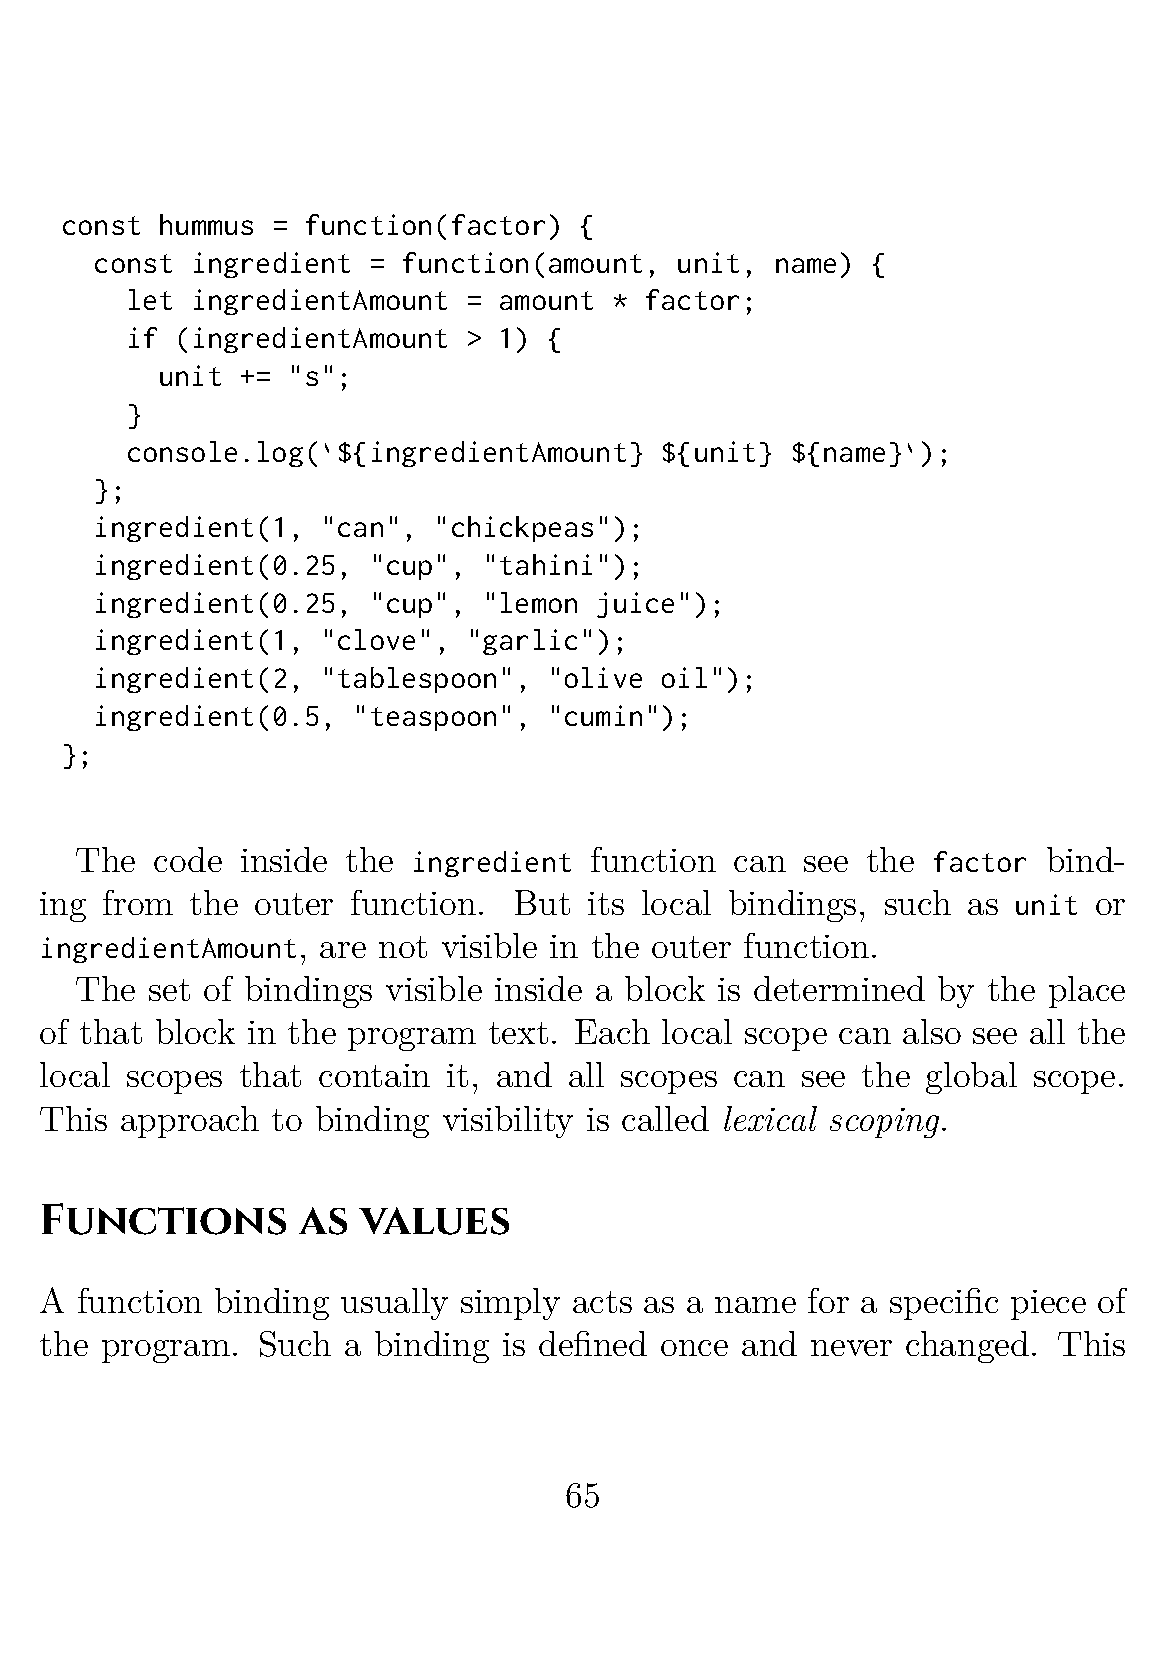 const hummus = function(factor) {
  const ingredient = function(amount, unit, name) {
    let ingredientAmount = amount * factor;
    if (ingredientAmount > 1) {
      unit += "s";
    }
    console.log(`${ingredientAmount} ${unit} ${name}`);
  };
  ingredient(1, "can", "chickpeas");
  ingredient(0.25, "cup", "tahini");
  ingredient(0.25, "cup", "lemon juice");
  ingredient(1, "clove", "garlic");
  ingredient(2, "tablespoon", "olive oil");
  ingredient(0.5, "teaspoon", "cumin");
};
The code inside the ingredient function can see the factor bind-
ing from the outer function. But its local bindings, such as unit or
ingredientAmount, are not visible in the outer function.
The set of bindings visible inside a block is determined by the place
of that block in the program text. Each local scope can also see all the
local scopes that contain it, and all scopes can see the global scope.
This approach to binding visibility is called lexical scoping.
Functions as values
A function binding usually simply acts as a name for a specific piece of
the program. Such a binding is defined once and never changed. This
65